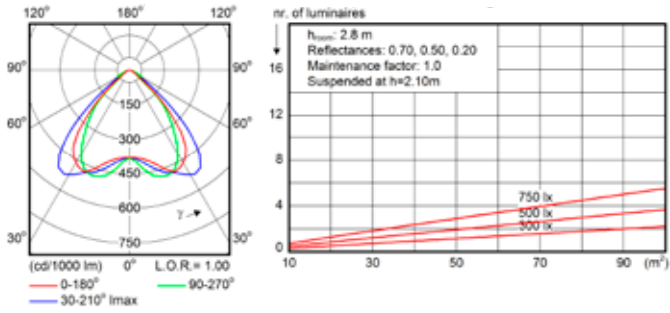 120° 180° 120°
90° 90°
150
60° 300 60°
450
600
γ
30° 750 30°
(cd/1000 lm) 0° L.O.R.= 1.00
0-180° 90-270°
30-210° Imax
nr. of luminaires
hroom: 2.8 m
Reflectances: 0.70, 0.50, 0.20
Maintenance factor: 1.0
Suspended at h=2.10m
16
12
8
4
0
750 lx
500 lx
300 lx
10 30 50 70 90 (m²)